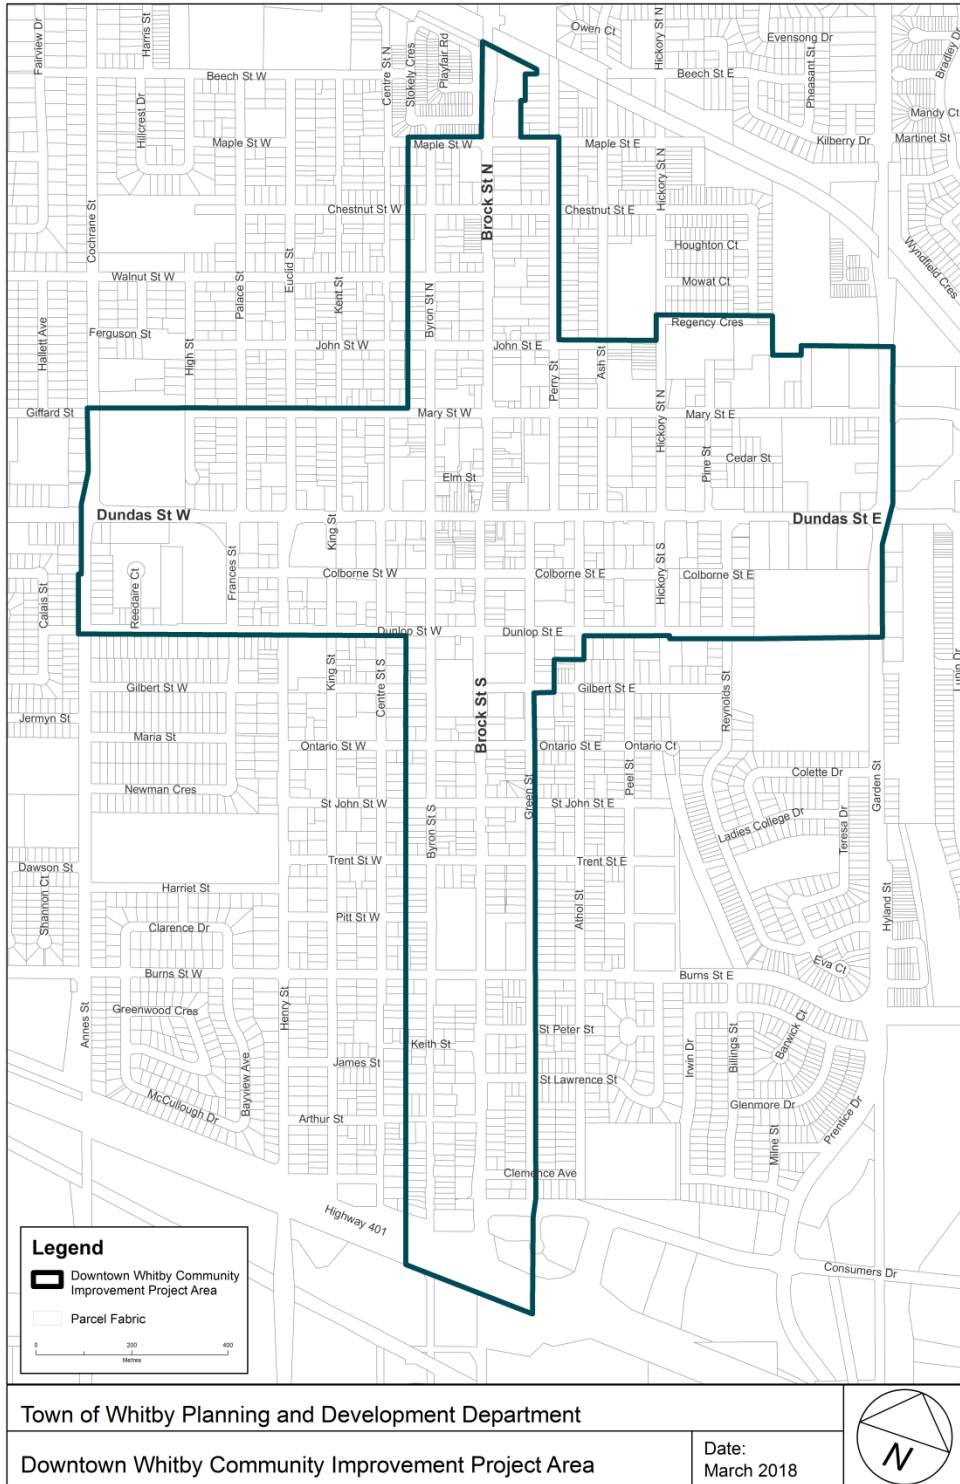 Owen Ct
Hickory St N
Evensong Dr
Bradley Dr
Fairview Dr
Harris St
Centre St N
Stokely Cres
Playfair Rd
Beech St W
Beech St E
Pheasant St
Mandy Ct
Hillcrest Dr
Maple St W
Maple St W
Maple St E
Kilberry Dr
Martinet St
Hickory St N
Brock St N
Chestnut St W
Chestnut St E
Cochrane St
Houghton Ct
Wyndfield Cres
Walnut St W
Palace St
Euclid St
Kent St
Byron St N
Mowat Ct
Regency Cres
Hallett Ave
Ferguson St
High St
John St W
John St E
Perry St
Ash St
Giffard St
Mary St W
Hickory St N
Mary St E
Elm St
Pine St
Cedar St
Dundas St W
Dundas St E
King St
Calais St
Reedaire Ct
Frances St
Colborne St W
Colborne St E
Hickory St S
Colborne St E
Dunlop St W
Dunlop St E
Lupin Dr
Gilbert St W
King St
Centre St S
Brock St S
Gilbert St E
Reynolds St
Jermyn St
Maria St
Ontario St W
Ontario St E
Ontario Ct
Peel St
Colette Dr
Garden St
Newman Cres
St John St W
Green St
St John St E
Byron St S
Ladies College Dr
Teresa Dr
Dawson St
Trent St W
Trent St E
Shannon Ct
Harriet St
Athol St
Hyland St
Clarence Dr
Pitt St W
Burns St W
Burns St E
Eva Ct
Annes St
Greenwood Cres
Henry St
St Peter St
Barwick Ct
Keith St
Irwin Dr
Billings St
Bayview Ave
James St
St Lawrence St
McCullough Dr
Arthur St
Glenmore Dr
Prentice Dr
Milne St
Clemence Ave
Highway 401
Consumers Dr
Legend
Downtown Whitby Community
Improvement Project Area
Parcel Fabric
0 200 400
Metres
Town of Whitby Planning and Development Department
Downtown Whitby Community Improvement Project Area
Date:
March 2018
N